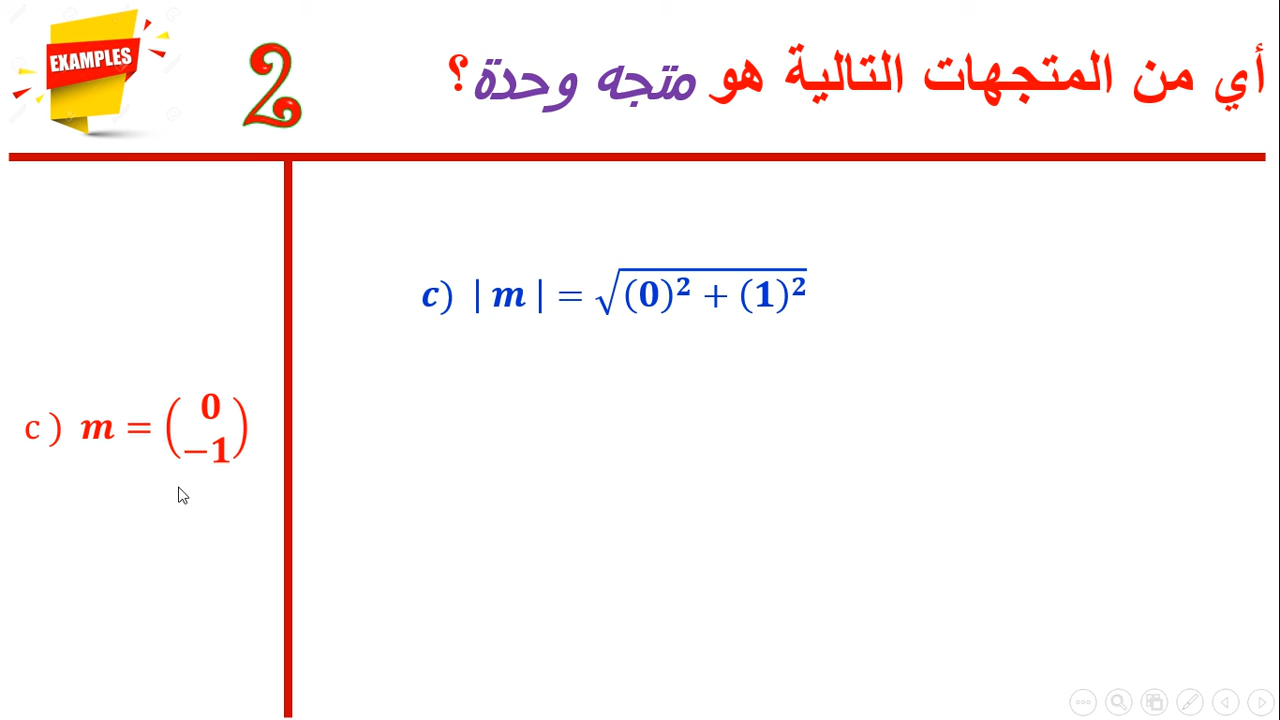 EXAMPLES
2
أي من المتجهات التالية هو متجه وحدة؟
c) |m| = √(0)² + (1)²
c ) m = (0
−1)